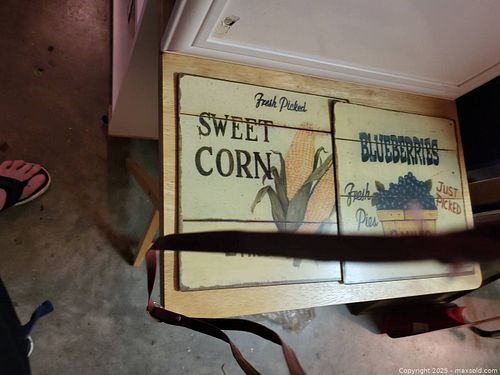 Fresh Picked
SWEET
CORN
BLUEBERRIES
Fresh
Pies
JUST
PICKED
Copyright 2025 - maxsold.com